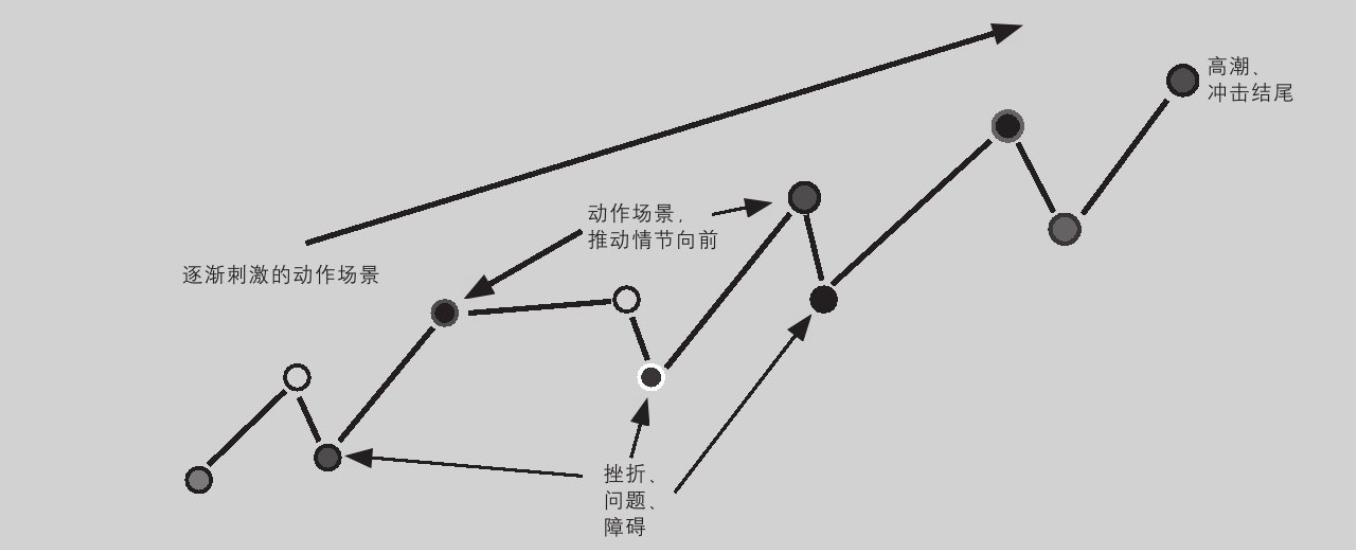 高潮、
冲击结尾
动作场景，
推动情节向前
逐渐刺激的动作场景
挫折、
问题、
障碍